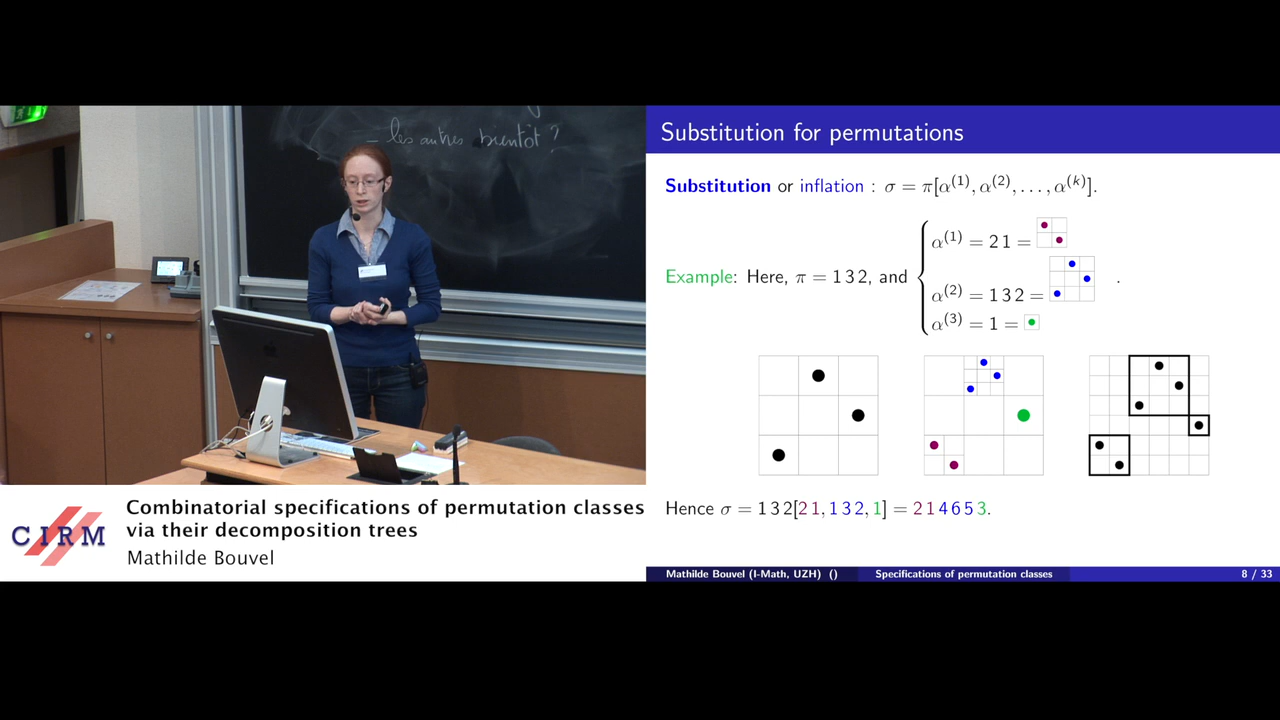 - les autres bientôt ?
Substitution for permutations
Substitution or inflation : σ = π[α⁽¹⁾, α⁽²⁾, . . . , α⁽ᵏ⁾].
α⁽¹⁾ = 2 1 =
Example: Here, π = 1 3 2, and
α⁽²⁾ = 1 3 2 =
.
α⁽³⁾ = 1 =
Hence σ = 1 3 2[2 1, 1 3 2, 1] = 2 1 4 6 5 3.
Mathilde Bouvel (I-Math, UZH) () Specifications of permutation classes 8 / 33
CIRM
Combinatorial specifications of permutation classes
via their decomposition trees
Mathilde Bouvel